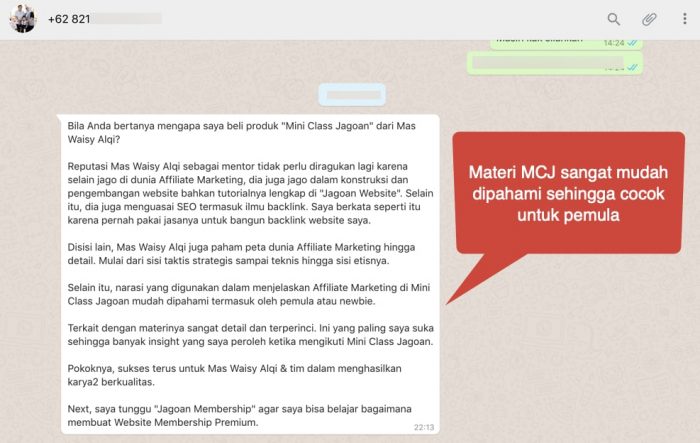 +62 821
14:24
14:24
Bila Anda bertanya mengapa saya beli produk "Mini Class Jagoan" dari Mas
Waisy Alqi?
Reputasi Mas Waisy Alqi sebagai mentor tidak perlu diragukan lagi karena
selain jago di dunia Affiliate Marketing, dia juga jago dalam konstruksi dan
pengembangan website bahkan tutorialnya lengkap di "Jagoan Website". Selain
itu, dia juga menguasai SEO termasuk ilmu backlink. Saya berkata seperti itu
karena pernah pakai jasanya untuk bangun backlink website saya.
Disisi lain, Mas Waisy Alqi juga paham peta dunia Affiliate Marketing hingga
detail. Mulai dari sisi taktis strategis sampai teknis hingga sisi etisnya.
Selain itu, narasi yang digunakan dalam menjelaskan Affiliate Marketing di Mini
Class Jagoan mudah dipahami termasuk oleh pemula atau newbie.
Terkait dengan materinya sangat detail dan terperinci. Ini yang paling saya suka
sehingga banyak insight yang saya peroleh ketika mengikuti Mini Class Jagoan.
Pokoknya, sukses terus untuk Mas Waisy Alqi & tim dalam menghasilkan
karya2 berkualitas.
Next, saya tunggu "Jagoan Membership" agar saya bisa belajar bagaimana
membuat Website Membership Premium.
22:13
Materi MCJ sangat mudah
dipahami sehingga cocok
untuk pemula